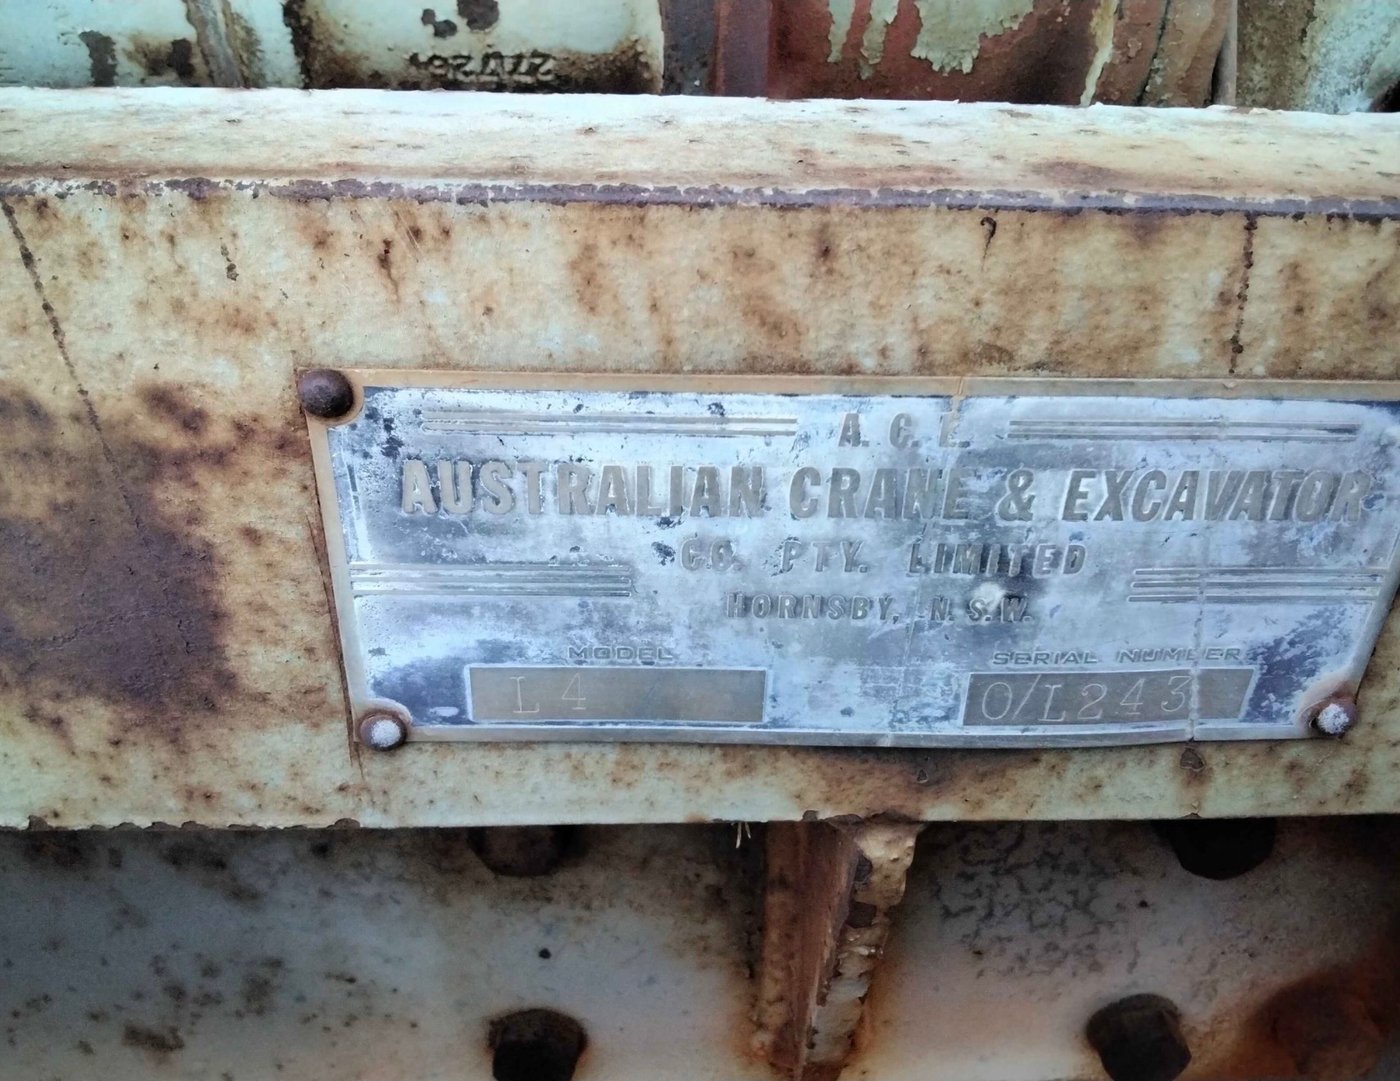 A. C. E.
AUSTRALIAN CRANE & EXCAVATOR
CO. PTY. LIMITED
HORNSBY, N.S.W.
MODEL
SERIAL NUMBER
L4
O/L243